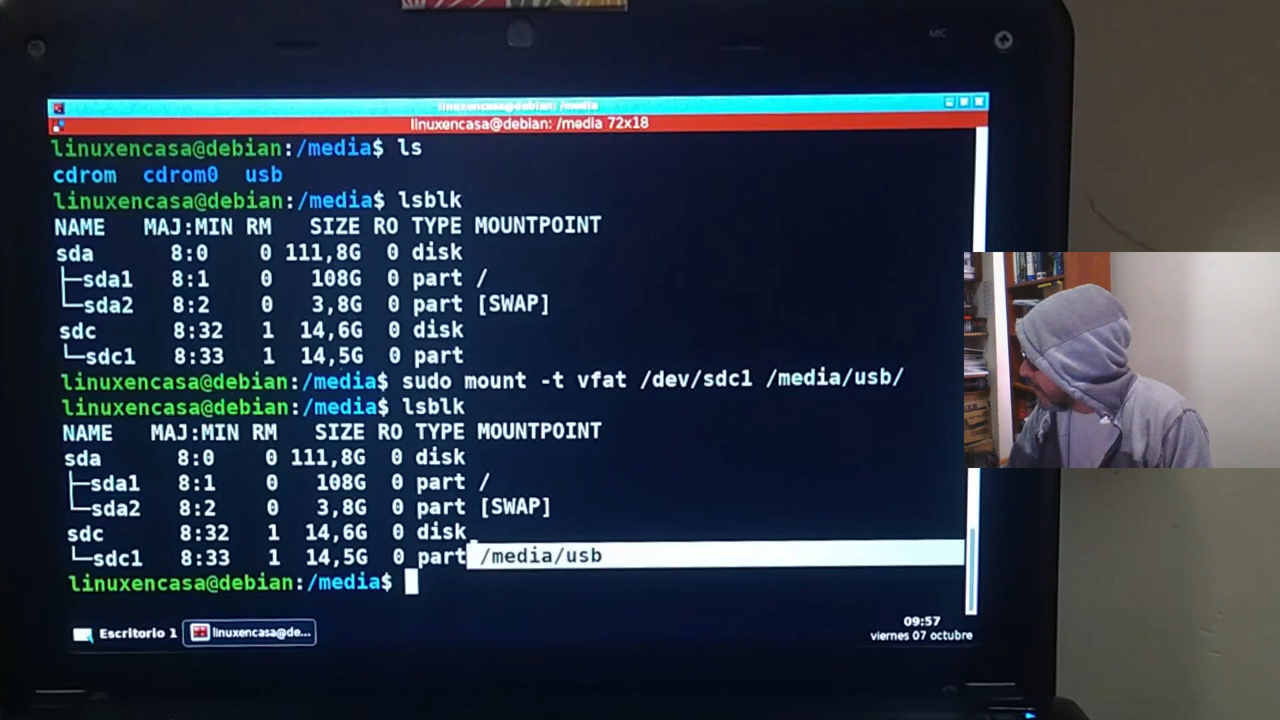 MIC
linuxencasa@debian: /media
linuxencasa@debian: /media 72x18
linuxencasa@debian:/media$ ls
cdrom cdrom0 usb
linuxencasa@debian:/media$ lsblk
NAME MAJ:MIN RM SIZE RO TYPE MOUNTPOINT
sda 8:0 0 111,8G 0 disk
├─sda1 8:1 0 108G 0 part /
└─sda2 8:2 0 3,8G 0 part [SWAP]
sdc 8:32 1 14,6G 0 disk
└─sdc1 8:33 1 14,5G 0 part
linuxencasa@debian:/media$ sudo mount -t vfat /dev/sdc1 /media/usb/
linuxencasa@debian:/media$ lsblk
NAME MAJ:MIN RM SIZE RO TYPE MOUNTPOINT
sda 8:0 0 111,8G 0 disk
├─sda1 8:1 0 108G 0 part /
└─sda2 8:2 0 3,8G 0 part [SWAP]
sdc 8:32 1 14,6G 0 disk
└─sdc1 8:33 1 14,5G 0 part /media/usb
linuxencasa@debian:/media$
Escritorio 1 linuxencasa@de...
09:57
viernes 07 octubre